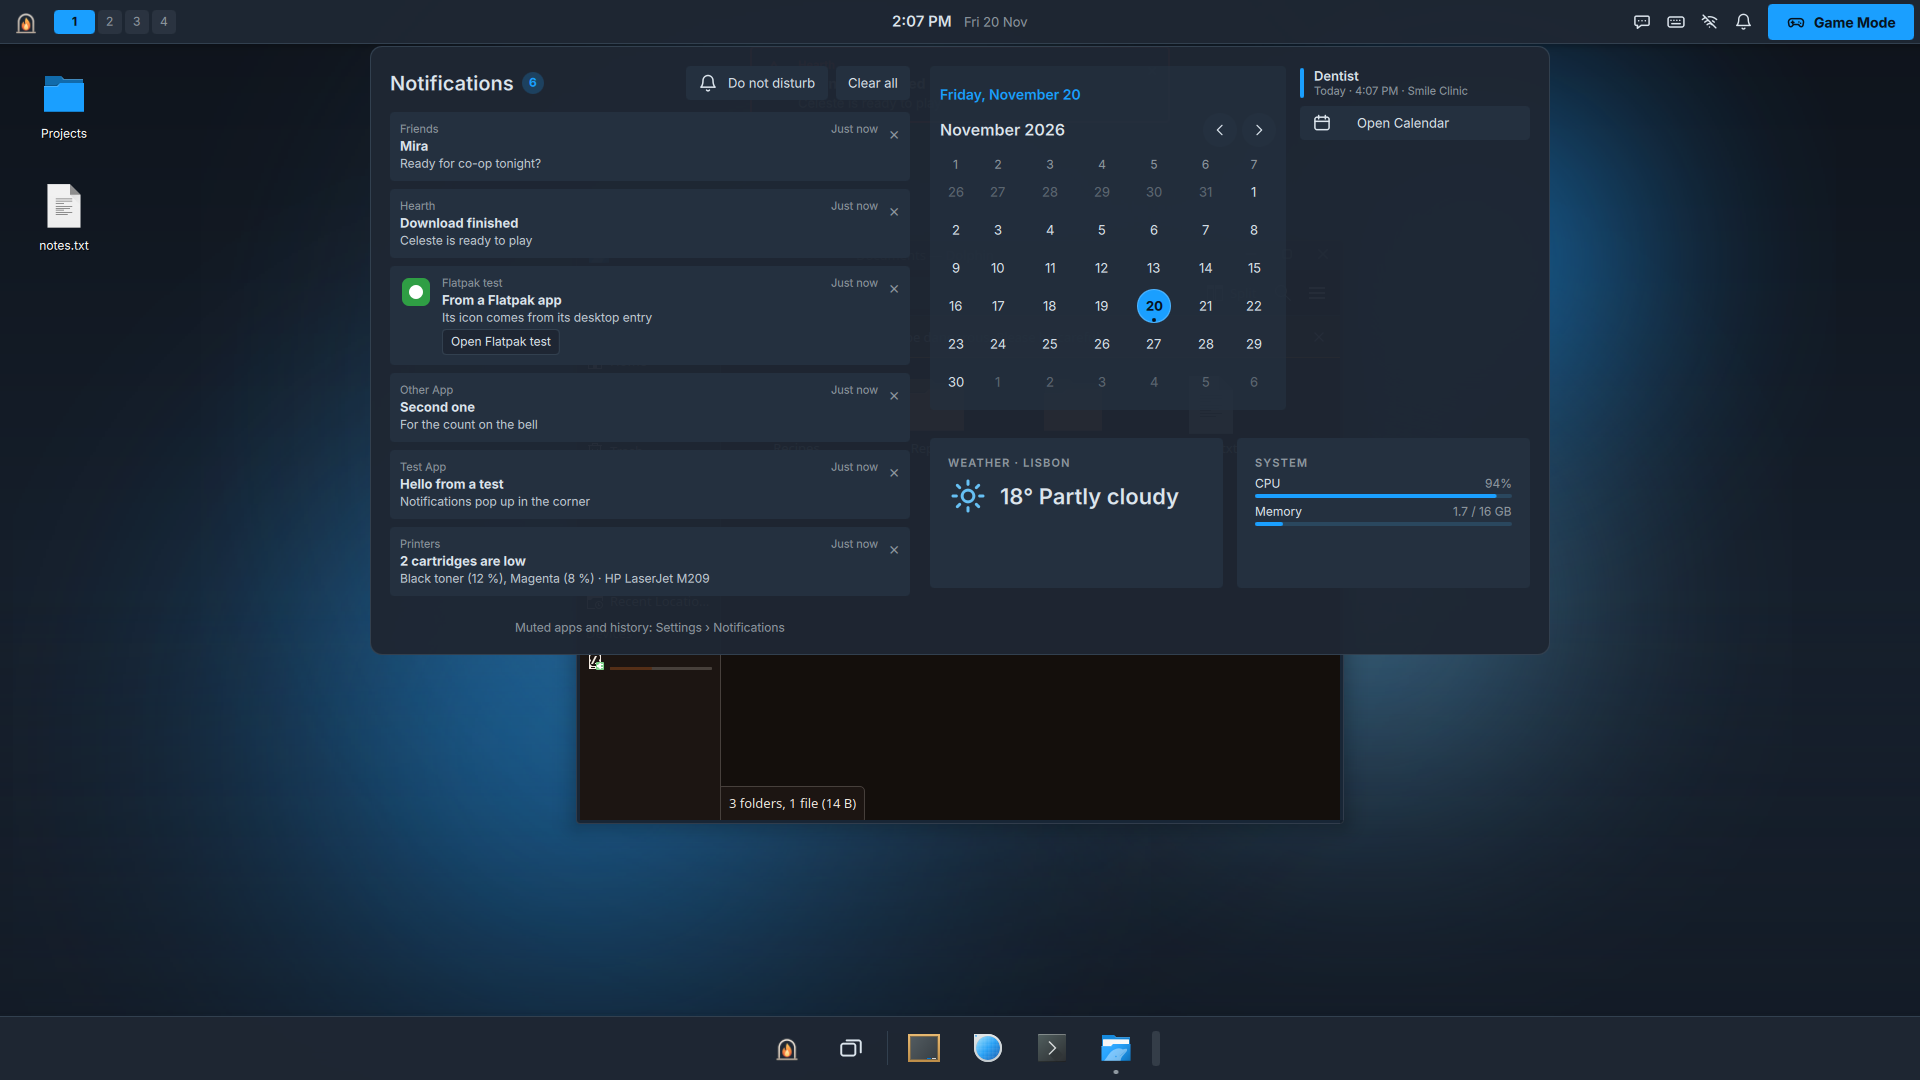 1 2 3 4
2:07 PM Fri 20 Nov
Game Mode
Projects
notes.txt
Notifications 6
Do not disturb
Clear all
Friends
Just now
Mira
Ready for co-op tonight?
Hearth
Just now
Download finished
Celeste is ready to play
Flatpak test
Just now
From a Flatpak app
Its icon comes from its desktop entry
Open Flatpak test
Other App
Just now
Second one
For the count on the bell
Test App
Just now
Hello from a test
Notifications pop up in the corner
Printers
Just now
2 cartridges are low
Black toner (12 %), Magenta (8 %) · HP LaserJet M209
Muted apps and history: Settings › Notifications
Friday, November 20
November 2026
1 2 3 4 5 6 7
26 27 28 29 30 31 1
2 3 4 5 6 7 8
9 10 11 12 13 14 15
16 17 18 19 20 21 22
23 24 25 26 27 28 29
30 1 2 3 4 5 6
Dentist
Today · 4:07 PM · Smile Clinic
Open Calendar
WEATHER · LISBON
18° Partly cloudy
SYSTEM
CPU 94%
Memory 1.7 / 16 GB
3 folders, 1 file (14 B)